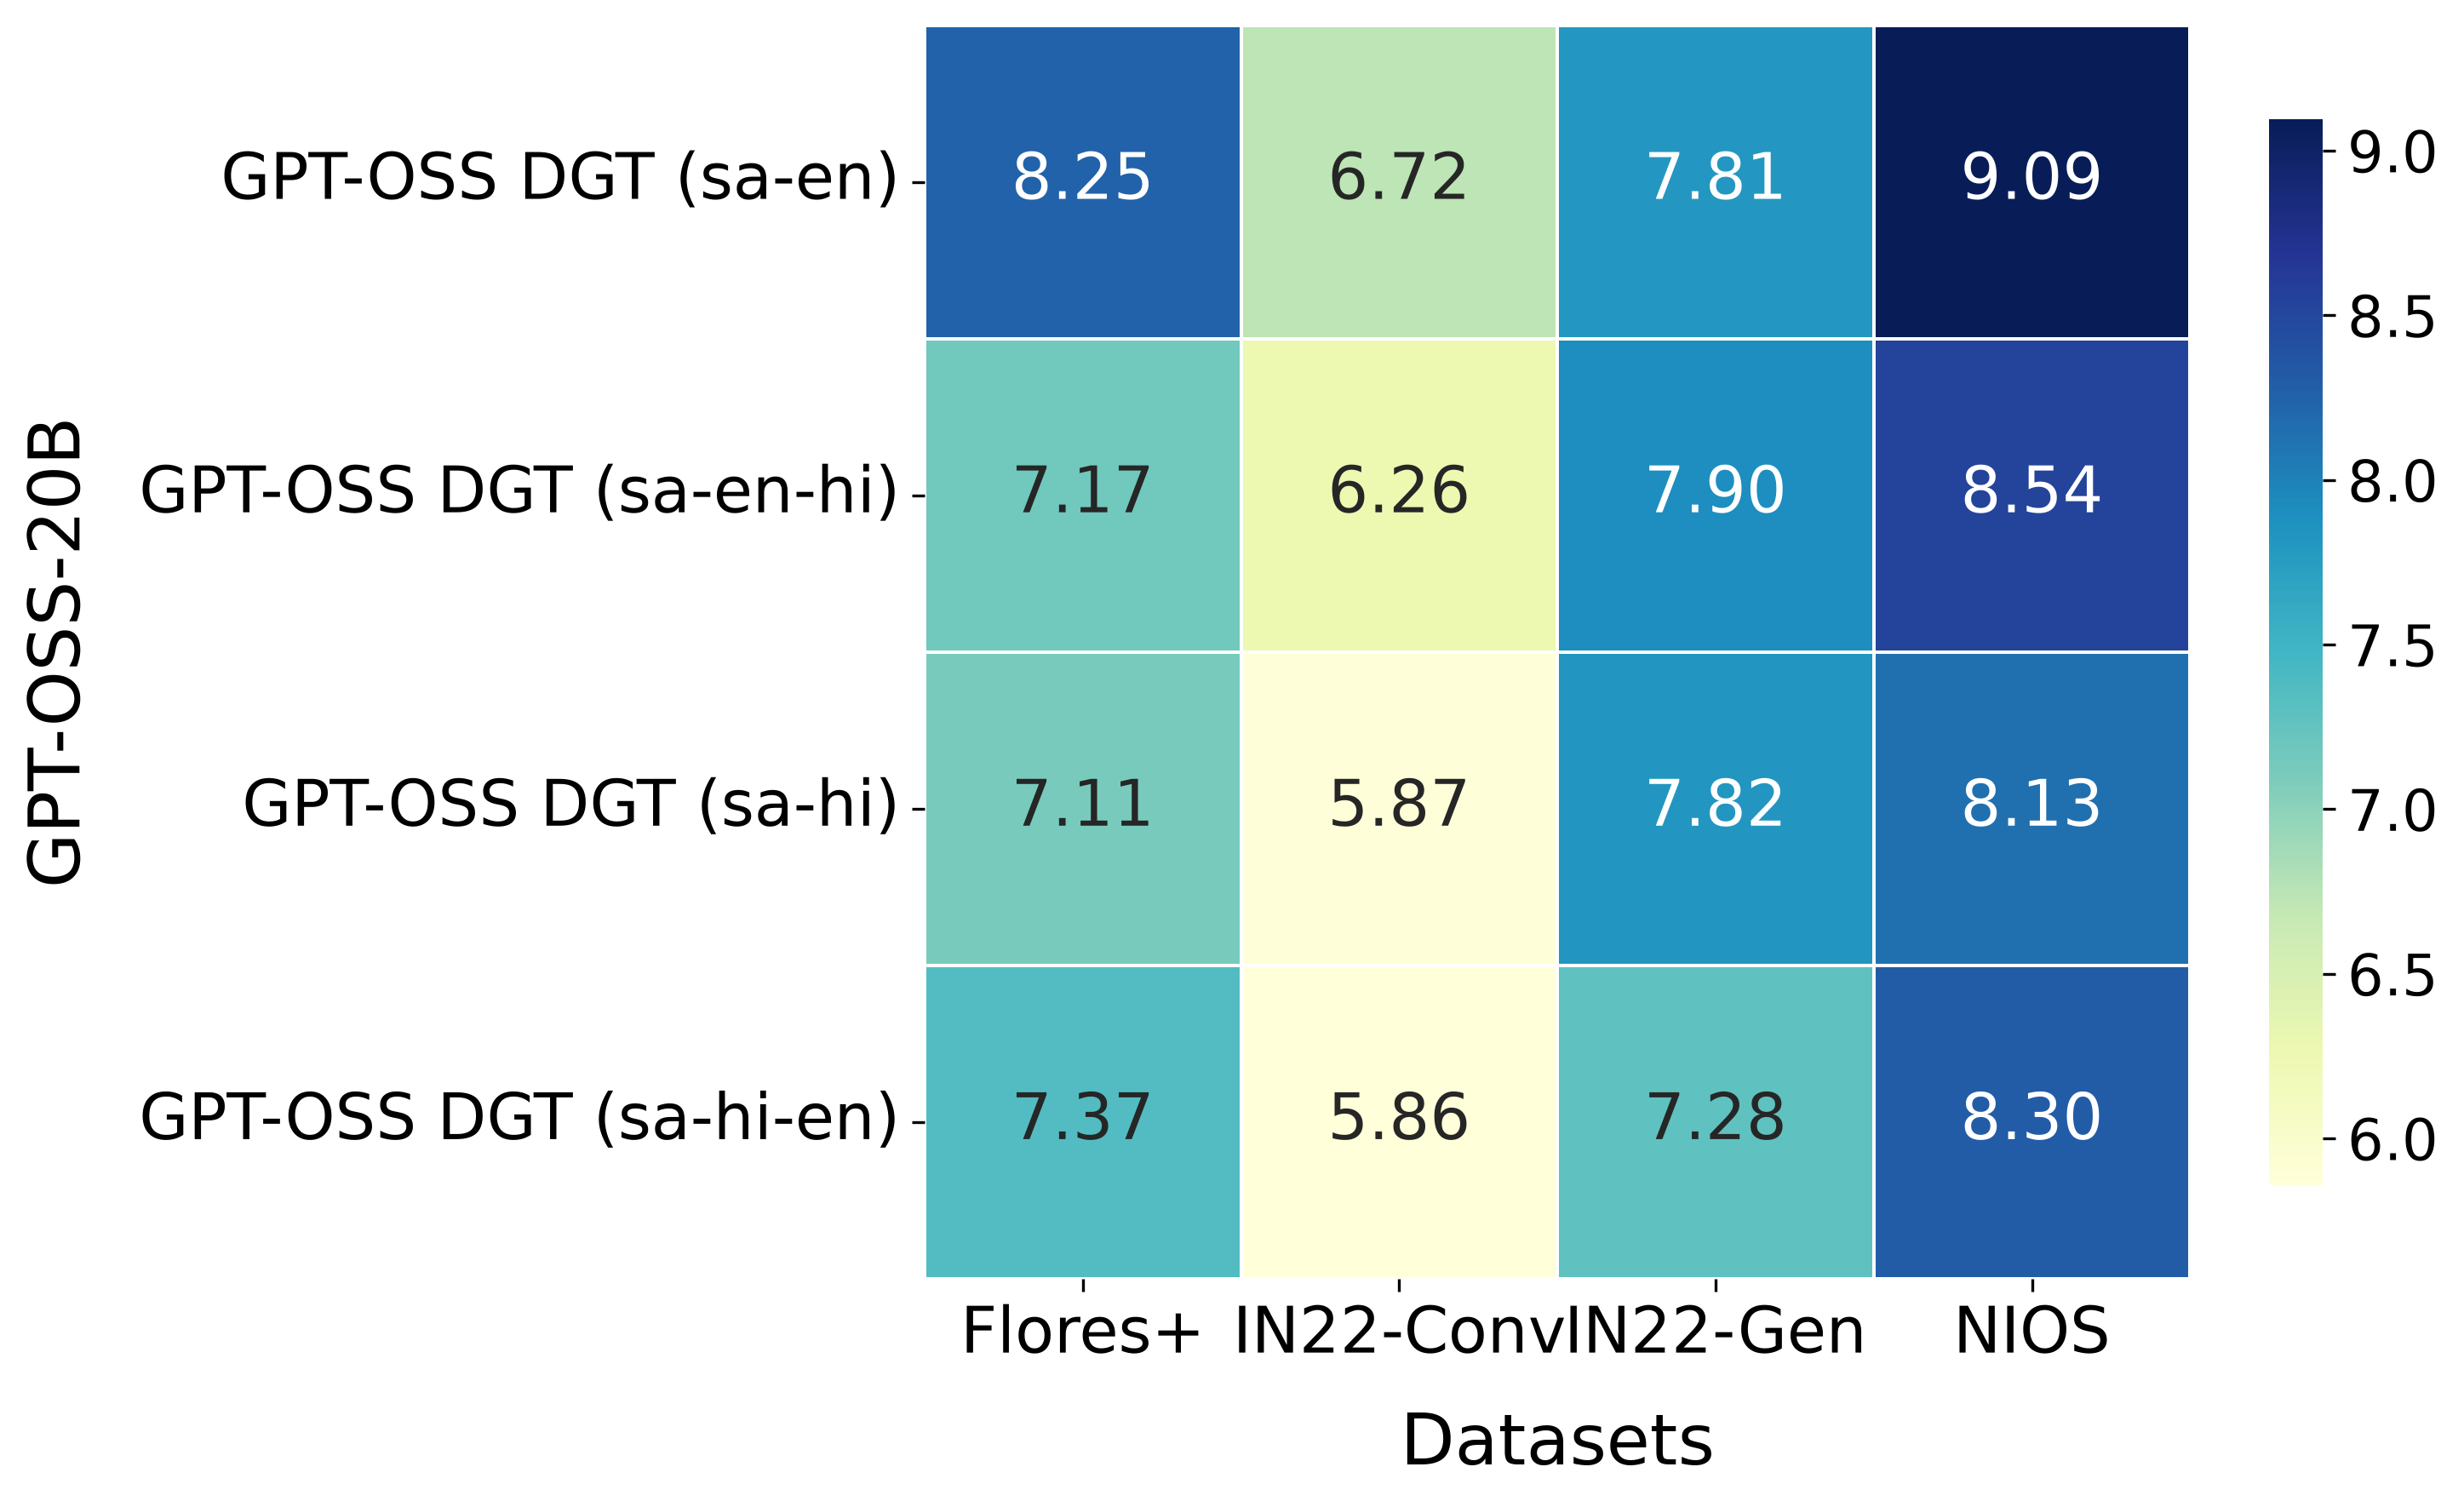 GPT-OSS-20B
GPT-OSS DGT (sa-en) 8.25 6.72 7.81 9.09
GPT-OSS DGT (sa-en-hi) 7.17 6.26 7.90 8.54
GPT-OSS DGT (sa-hi) 7.11 5.87 7.82 8.13
GPT-OSS DGT (sa-hi-en) 7.37 5.86 7.28 8.30
Flores+ IN22-Conv IN22-Gen NIOS
Datasets
9.0
8.5
8.0
7.5
7.0
6.5
6.0